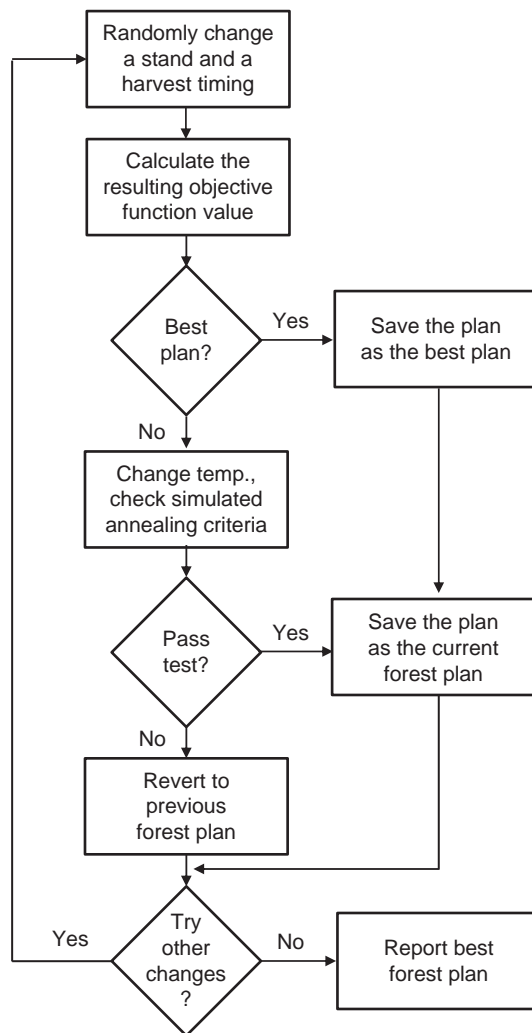 Randomly change
a stand and a
harvest timing
Calculate the
resulting objective
function value
Best
plan?
Yes
Save the plan
as the best plan
No
Change temp.,
check simulated
annealing criteria
Pass
test?
Yes
Save the plan
as the current
forest plan
No
Revert to
previous
forest plan
Try
other
changes
?
Yes
No
Report best
forest plan